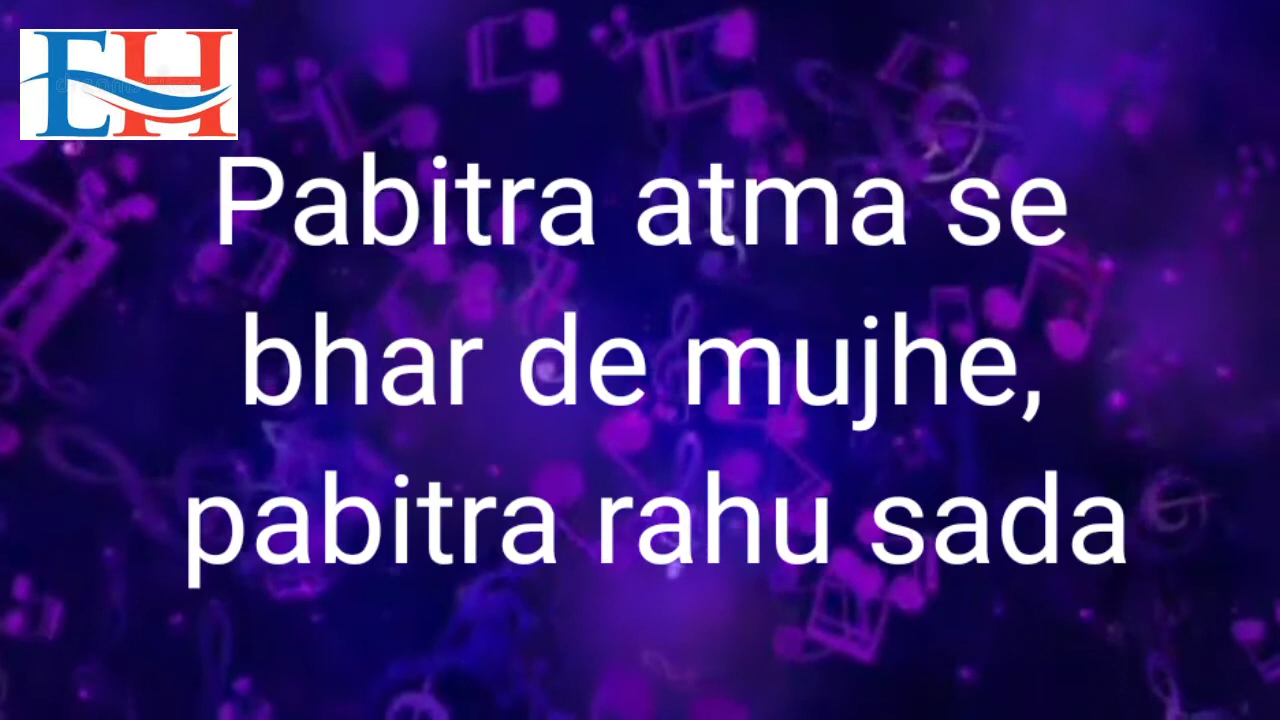 EH
Pabitra atma se
bhar de mujhe,
pabitra rahu sada